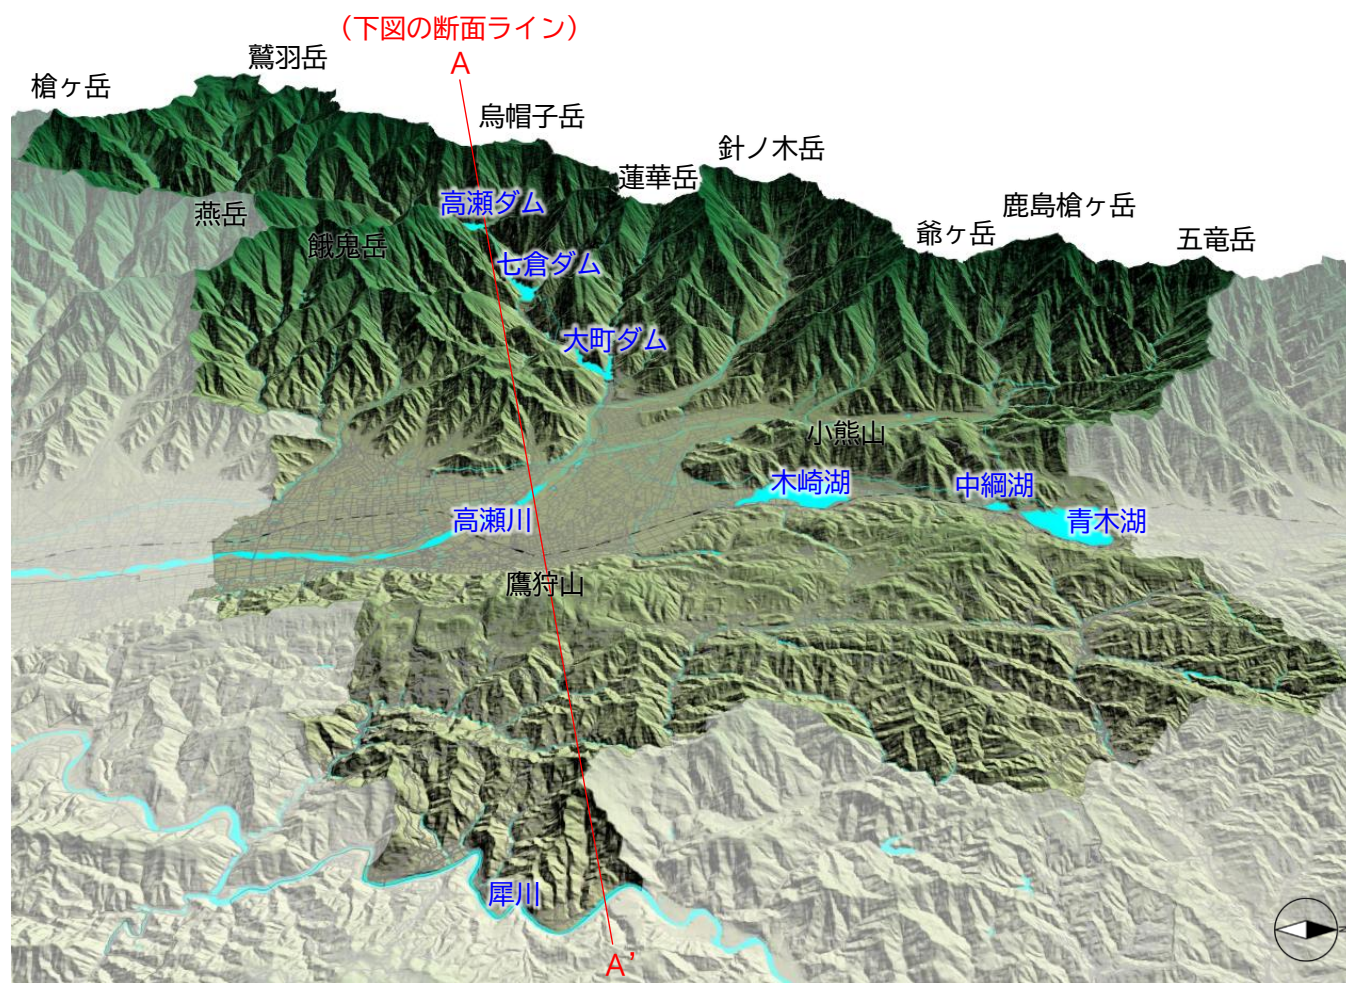 （下図の断面ライン）
A
鷲羽岳
槍ヶ岳
烏帽子岳
針ノ木岳
蓮華岳
高瀬ダム
燕岳
餓鬼岳
鹿島槍ヶ岳
爺ヶ岳
五竜岳
七倉ダム
大町ダム
小熊山
木崎湖
中綱湖
高瀬川
青木湖
鷹狩山
犀川
A’